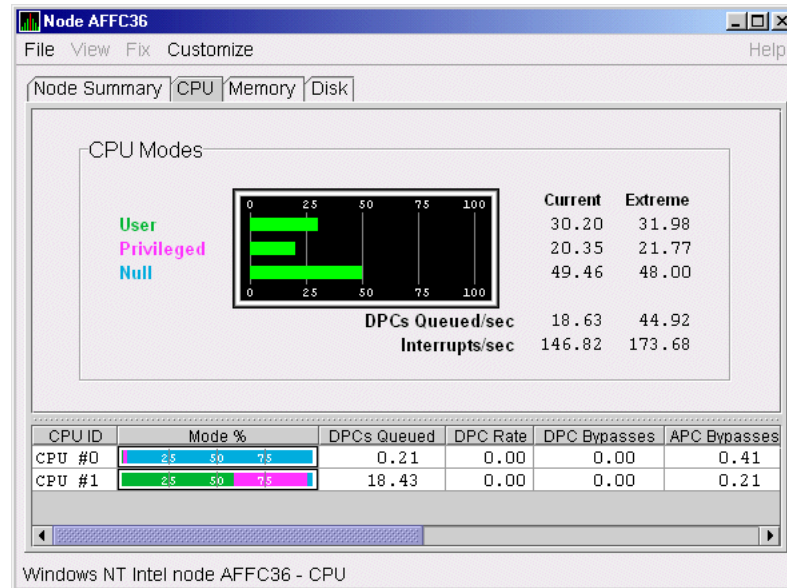 Node AFFC36
File View Fix Customize Help
Node Summary CPU Memory Disk
CPU Modes
0 25 50 75 100
Current Extreme
User 30.20 31.98
Privileged 20.35 21.77
Null 49.46 48.00
0 25 50 75 100
DPCs Queued/sec 18.63 44.92
Interrupts/sec 146.82 173.68
CPU ID Mode % DPCs Queued DPC Rate DPC Bypasses APC Bypasses
CPU #0 25 50 75 0.21 0.00 0.00 0.41
CPU #1 25 50 75 18.43 0.00 0.00 0.21
Windows NT Intel node AFFC36 - CPU